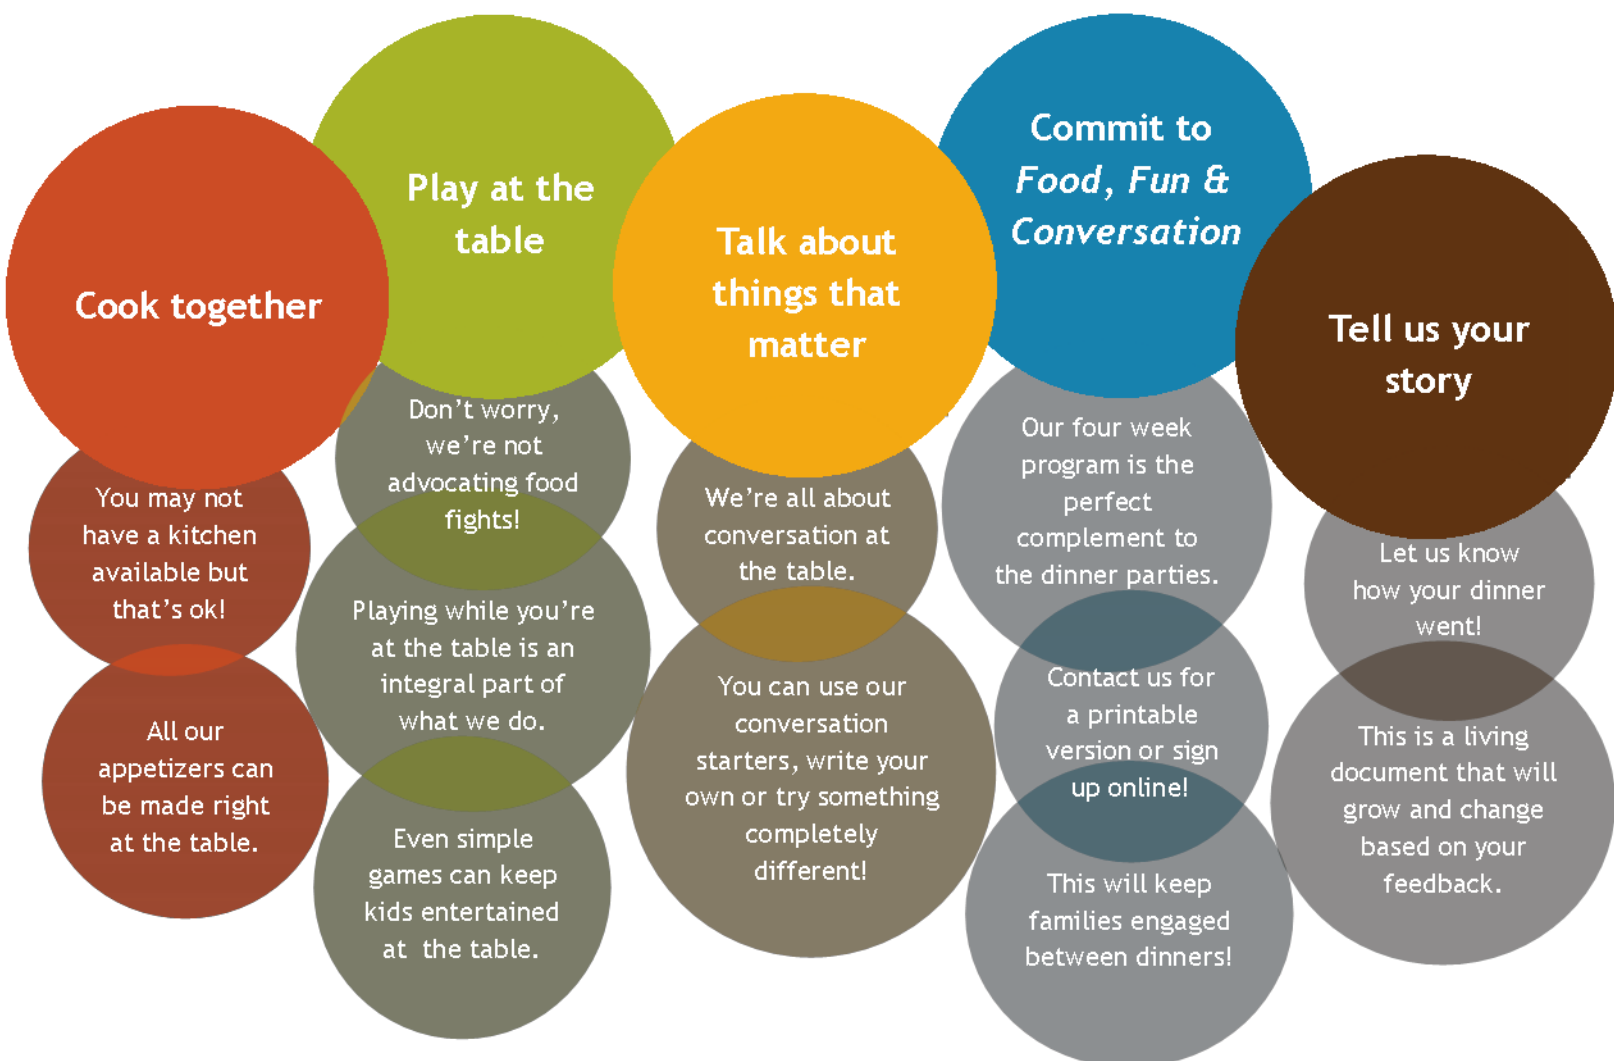 Cook together
You may not
have a kitchen
available but
that's ok!
All our
appetizers can
be made right
at the table.
Play at the
table
Don't worry,
we're not
advocating food
fights!
Playing while you're
at the table is an
integral part of
what we do.
Even simple
games can keep
kids entertained
at the table.
Talk about
things that
matter
We're all about
conversation at
the table.
You can use our
conversation
starters, write your
own or try something
completely
different!
Commit to
Food, Fun &
Conversation
Our four week
program is the
perfect
complement to
the dinner parties.
Contact us for
a printable
version or sign
up online!
This will keep
families engaged
between dinners!
Tell us your
story
Let us know
how your dinner
went!
This is a living
document that will
grow and change
based on your
feedback.